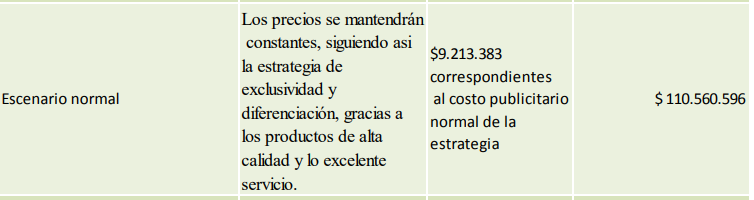 Escenario normal
Los precios se mantendrán
constantes, siguiendo asi
la estrategia de
exclusividad y
diferenciación, gracias a
los productos de alta
calidad y lo excelente
servicio.
$9.213.383
correspondientes
al costo publicitario
normal de la
estrategia
$ 110.560.596